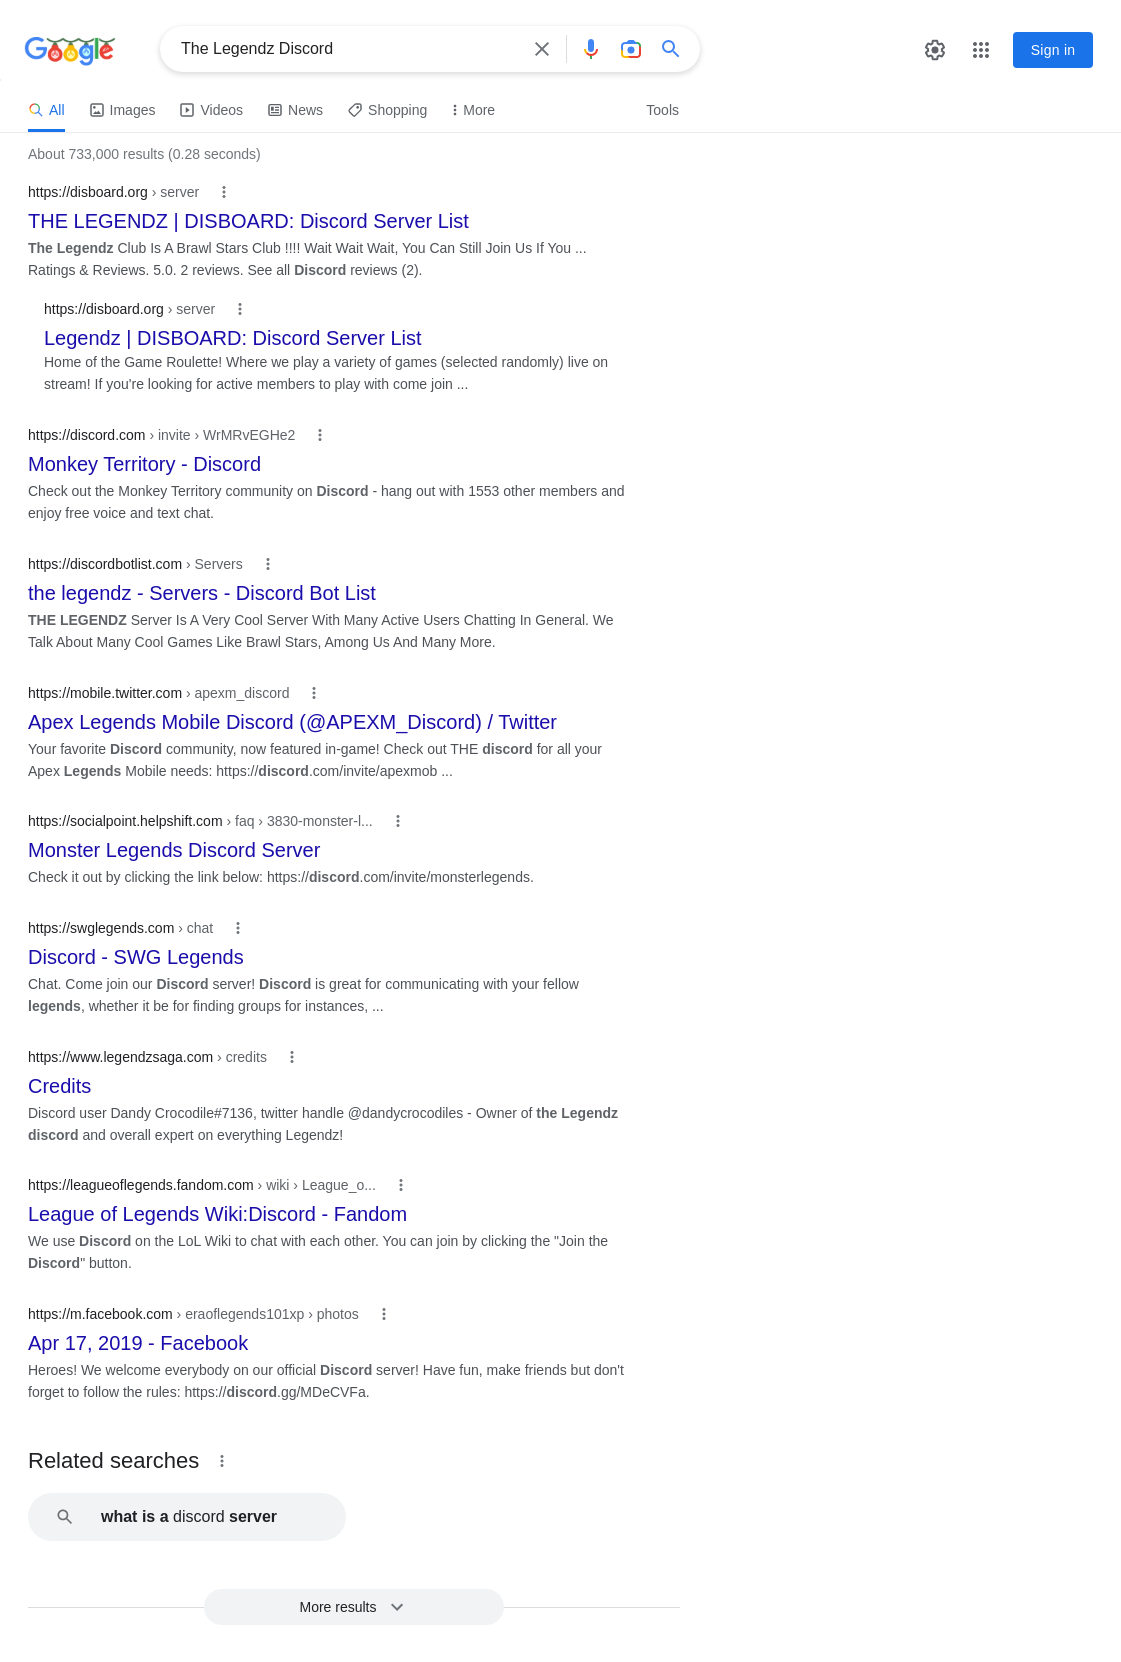 Google
The Legendz Discord
Sign in
All
Images
Videos
News
Shopping
More
Tools
About 733,000 results (0.28 seconds)
https://disboard.org › server
THE LEGENDZ | DISBOARD: Discord Server List
The Legendz Club Is A Brawl Stars Club !!!! Wait Wait Wait, You Can Still Join Us If You ...
Ratings & Reviews. 5.0. 2 reviews. See all Discord reviews (2).
https://disboard.org › server
Legendz | DISBOARD: Discord Server List
Home of the Game Roulette! Where we play a variety of games (selected randomly) live on
stream! If you're looking for active members to play with come join ...
https://discord.com › invite › WrMRvEGHe2
Monkey Territory - Discord
Check out the Monkey Territory community on Discord - hang out with 1553 other members and
enjoy free voice and text chat.
https://discordbotlist.com › Servers
the legendz - Servers - Discord Bot List
THE LEGENDZ Server Is A Very Cool Server With Many Active Users Chatting In General. We
Talk About Many Cool Games Like Brawl Stars, Among Us And Many More.
https://mobile.twitter.com › apexm_discord
Apex Legends Mobile Discord (@APEXM_Discord) / Twitter
Your favorite Discord community, now featured in-game! Check out THE discord for all your
Apex Legends Mobile needs: https://discord.com/invite/apexmob ...
https://socialpoint.helpshift.com › faq › 3830-monster-l...
Monster Legends Discord Server
Check it out by clicking the link below: https://discord.com/invite/monsterlegends.
https://swglegends.com › chat
Discord - SWG Legends
Chat. Come join our Discord server! Discord is great for communicating with your fellow
legends, whether it be for finding groups for instances, ...
https://www.legendzsaga.com › credits
Credits
Discord user Dandy Crocodile#7136, twitter handle @dandycrocodiles - Owner of the Legendz
discord and overall expert on everything Legendz!
https://leagueoflegends.fandom.com › wiki › League_o...
League of Legends Wiki:Discord - Fandom
We use Discord on the LoL Wiki to chat with each other. You can join by clicking the "Join the
Discord" button.
https://m.facebook.com › eraoflegends101xp › photos
Apr 17, 2019 - Facebook
Heroes! We welcome everybody on our official Discord server! Have fun, make friends but don't
forget to follow the rules: https://discord.gg/MDeCVFa.
Related searches
what is a discord server
More results